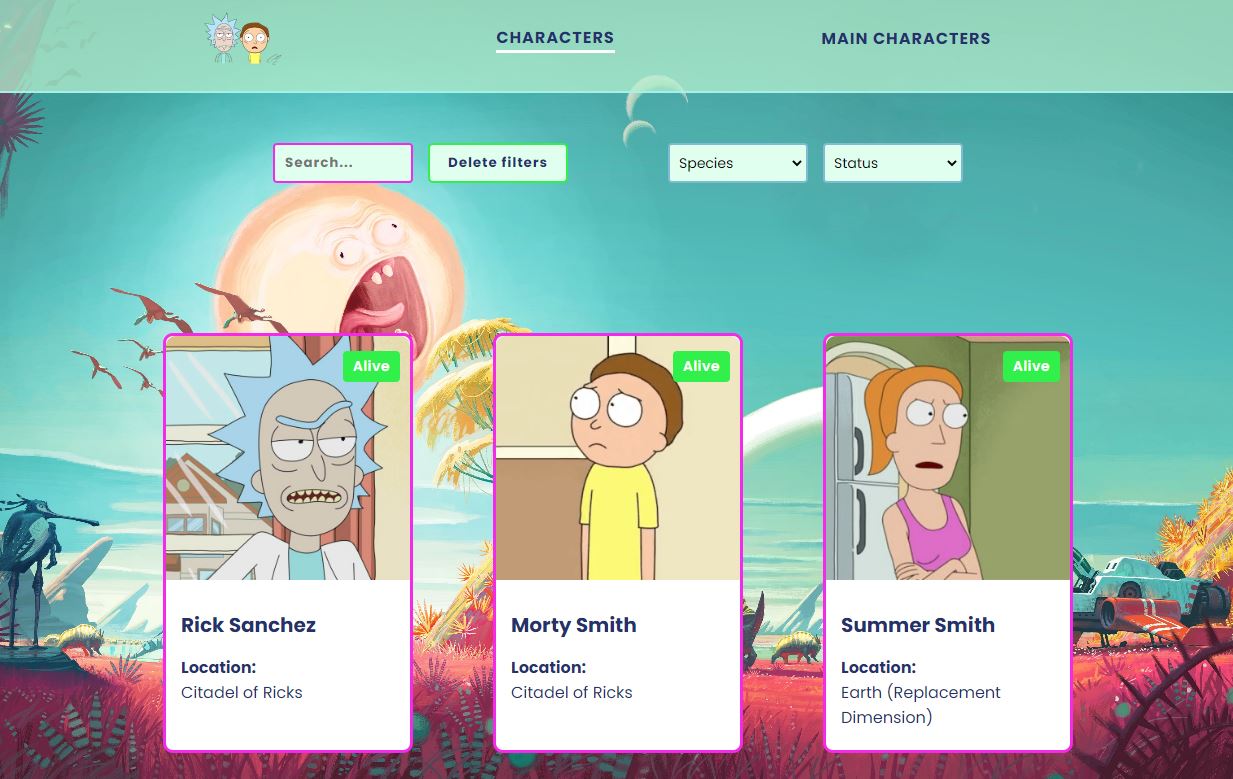 CHARACTERS
MAIN CHARACTERS
Search...
Delete filters
Species
Status
Alive
Alive
Alive
Rick Sanchez
Location:
Citadel of Ricks
Morty Smith
Location:
Citadel of Ricks
Summer Smith
Location:
Earth (Replacement
Dimension)